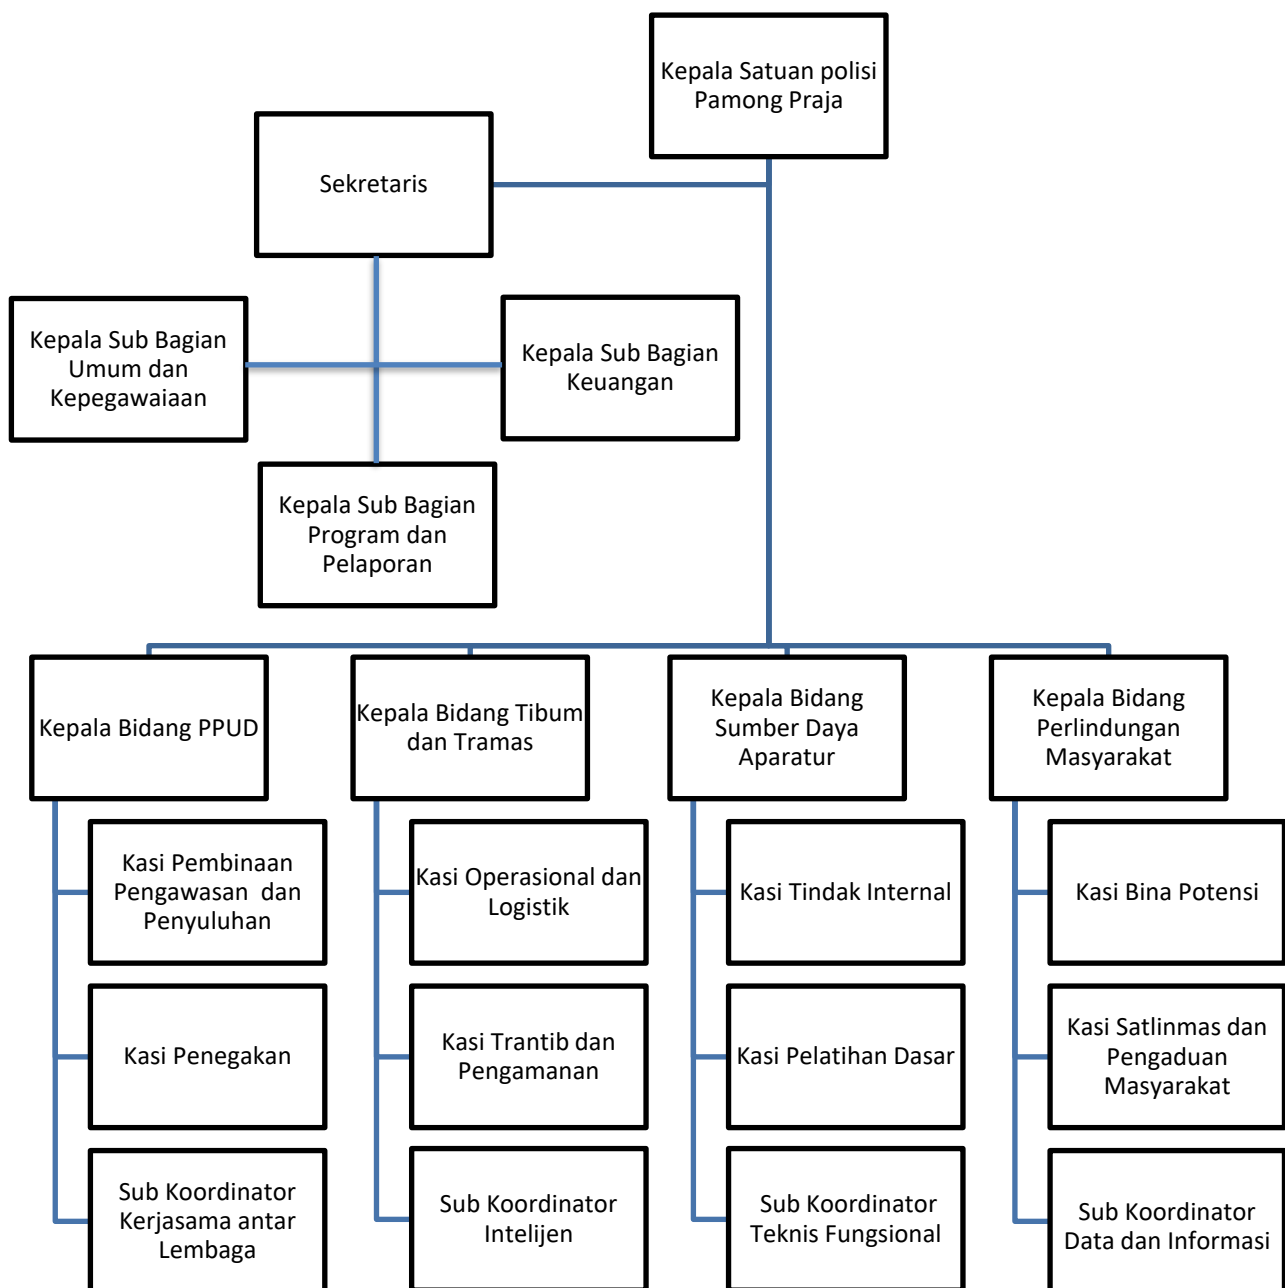 Kepala Satuan polisi
Pamong Praja
Sekretaris
Kepala Sub Bagian
Umum dan
Kepegawaiaan
Kepala Sub Bagian
Keuangan
Kepala Sub Bagian
Program dan
Pelaporan
Kepala Bidang PPUD
Kepala Bidang Tibum
dan Tramas
Kepala Bidang
Sumber Daya
Aparatur
Kepala Bidang
Perlindungan
Masyarakat
Kasi Pembinaan
Pengawasan dan
Penyuluhan
Kasi Operasional dan
Logistik
Kasi Tindak Internal
Kasi Bina Potensi
Kasi Penegakan
Kasi Trantib dan
Pengamanan
Kasi Pelatihan Dasar
Kasi Satlinmas dan
Pengaduan
Masyarakat
Sub Koordinator
Kerjasama antar
Lembaga
Sub Koordinator
Intelijen
Sub Koordinator
Teknis Fungsional
Sub Koordinator
Data dan Informasi